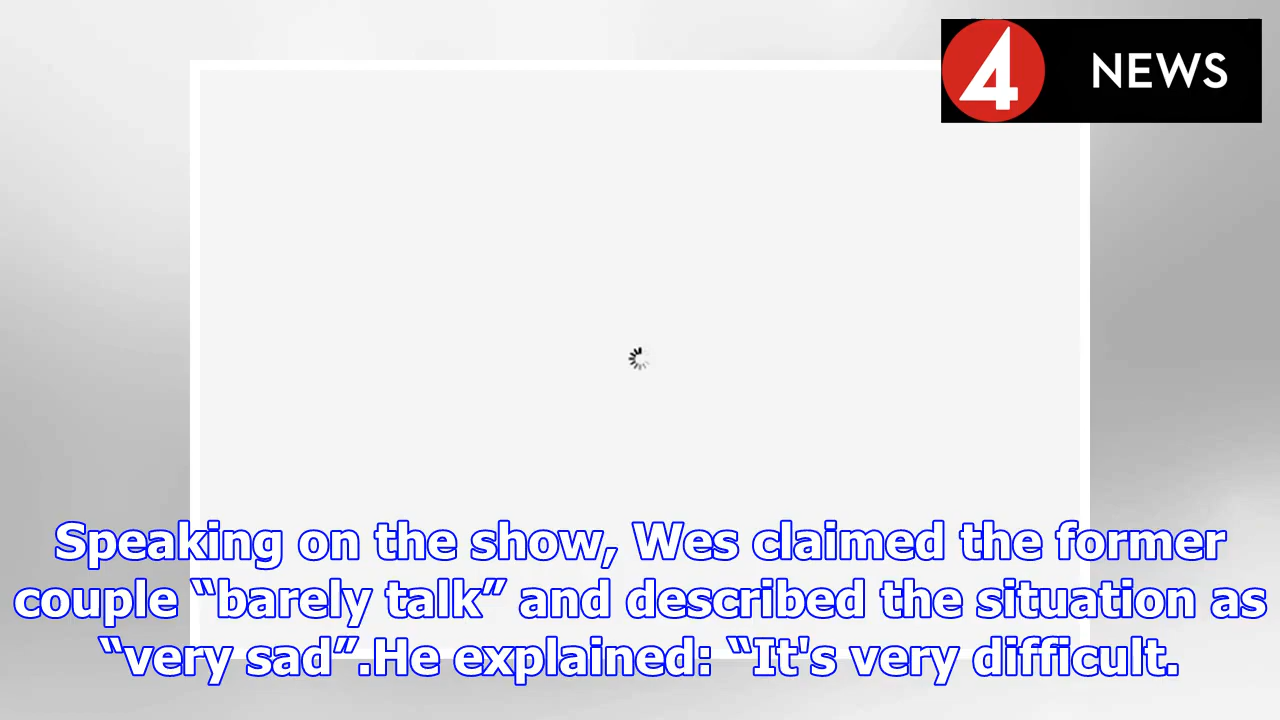 4 NEWS
Speaking on the show, Wes claimed the former
couple “barely talk” and described the situation as
“very sad”.He explained: “It's very difficult.